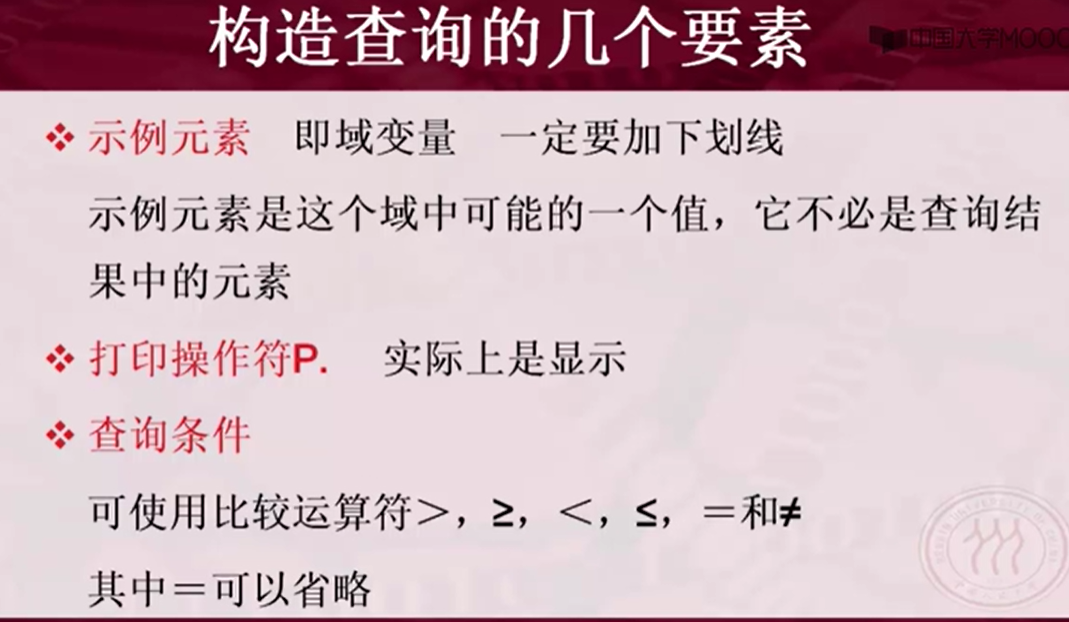 构造查询的几个要素
中国大学MOOC
示例元素 即域变量 一定要加下划线
示例元素是这个域中可能的一个值，它不必是查询结
果中的元素
打印操作符P. 实际上是显示
查询条件
可使用比较运算符＞，≥，＜，≤，＝和≠
其中＝可以省略